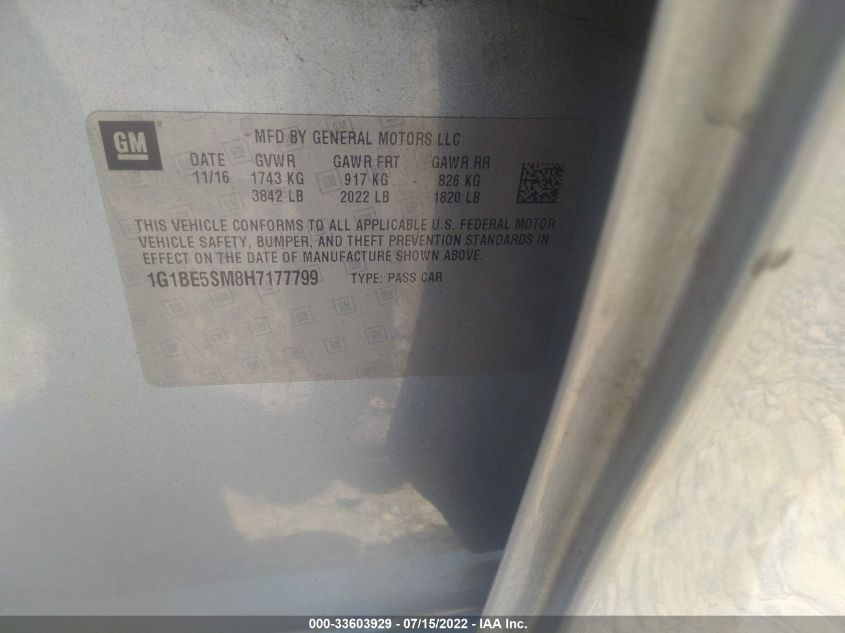 GM
MFD BY GENERAL MOTORS LLC
DATE GVWR GAWR FRT GAWR RR
11/16 1743 KG 917 KG 826 KG
3842 LB 2022 LB 1820 LB
THIS VEHICLE CONFORMS TO ALL APPLICABLE U.S. FEDERAL MOTOR
VEHICLE SAFETY, BUMPER, AND THEFT PREVENTION STANDARDS IN
EFFECT ON THE DATE OF MANUFACTURE SHOWN ABOVE.
1G1BE5SM8H7177799 TYPE: PASS CAR
000-33603929 - 07/15/2022 - IAA Inc.